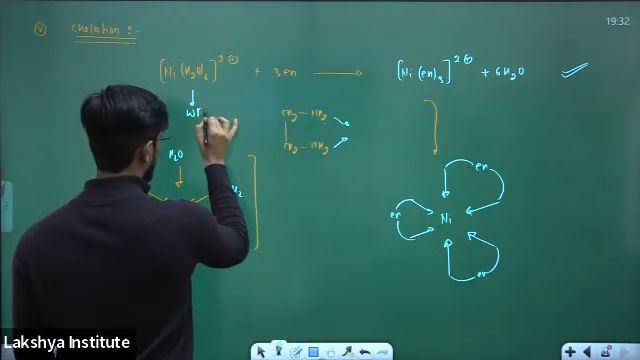 19:32
(v) Chelation :-
[Ni (H₂O)₆]²⊕ + 3en ⟶ [Ni (en)₃]²⊕ + 6H₂O
WF
CH₂ — NH₂
CH₂ — NH₂
H₂O
en
en
Ni
en
Lakshya Institute